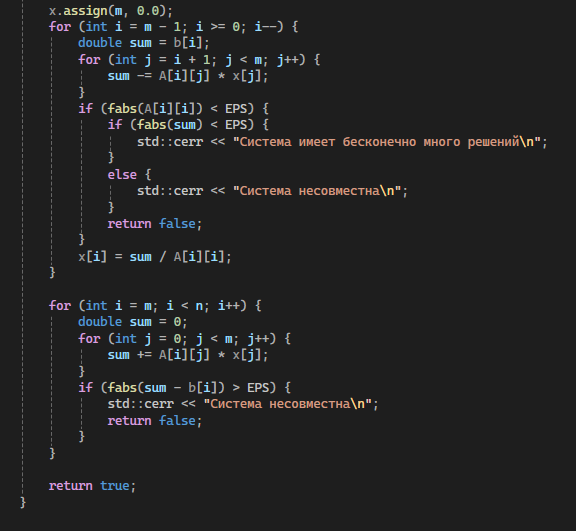 x.assign(m, 0.0);
for (int i = m - 1; i >= 0; i--) {
double sum = b[i];
for (int j = i + 1; j < m; j++) {
sum -= A[i][j] * x[j];
}
if (fabs(A[i][i]) < EPS) {
if (fabs(sum) < EPS) {
std::cerr << "Система имеет бесконечно много решений\n";
}
else {
std::cerr << "Система несовместна\n";
}
return false;
}
x[i] = sum / A[i][i];
}
for (int i = m; i < n; i++) {
double sum = 0;
for (int j = 0; j < m; j++) {
sum += A[i][j] * x[j];
}
if (fabs(sum - b[i]) > EPS) {
std::cerr << "Система несовместна\n";
return false;
}
}
return true;
}